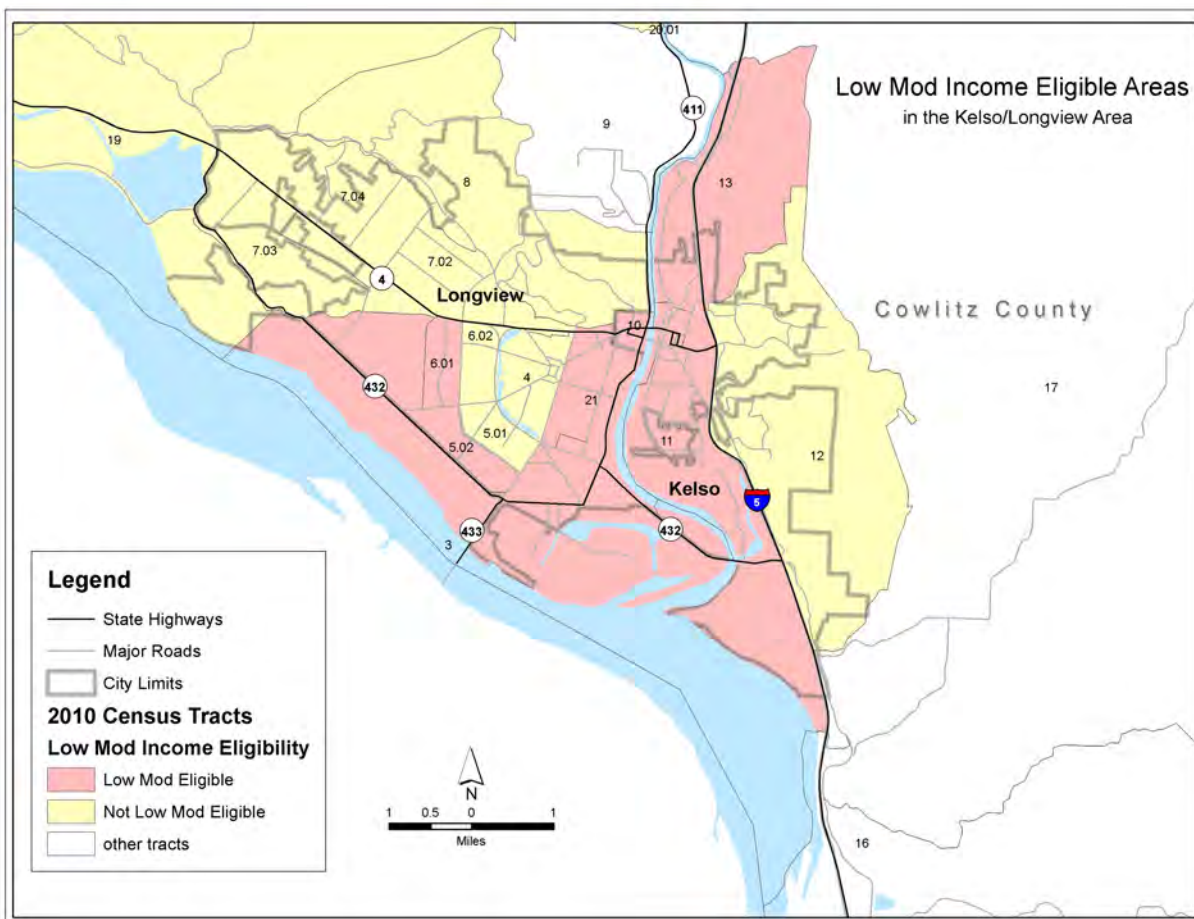 20.01
Low Mod Income Eligible Areas
in the Kelso/Longview Area
411
9
19
8
13
7.04
7.03
7.02
4
Longview
Cowlitz County
10
6.02
6.01
17
4
432
21
5.01
11
5.02
12
Kelso
5
433
432
3
Legend
State Highways
Major Roads
City Limits
2010 Census Tracts
Low Mod Income Eligibility
Low Mod Eligible
Not Low Mod Eligible
other tracts
N
1 0.5 0 1
Miles
16